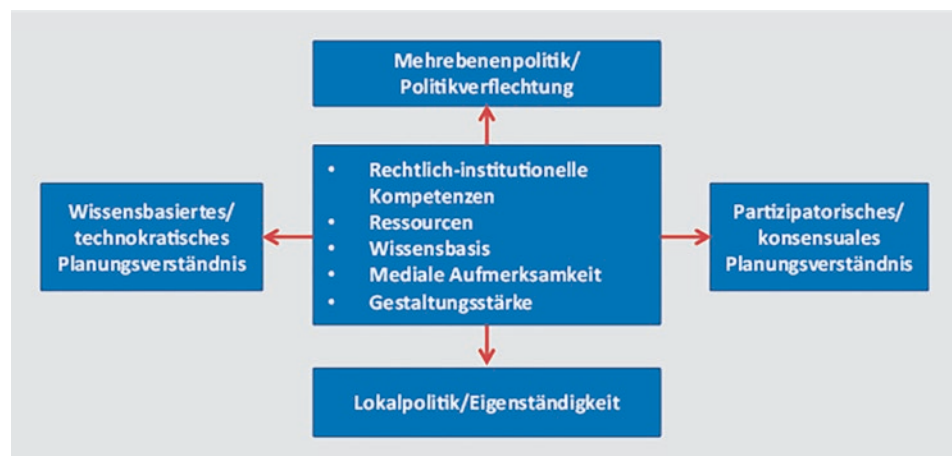 Mehrebenenpolitik/
Politikverflechtung
Wissensbasiertes/
technokratisches
Planungsverständnis
• Rechtlich-institutionelle
Kompetenzen
• Ressourcen
• Wissensbasis
• Mediale Aufmerksamkeit
• Gestaltungsstärke
Partizipatorisches/
konsensuales
Planungsverständnis
Lokalpolitik/Eigenständigkeit